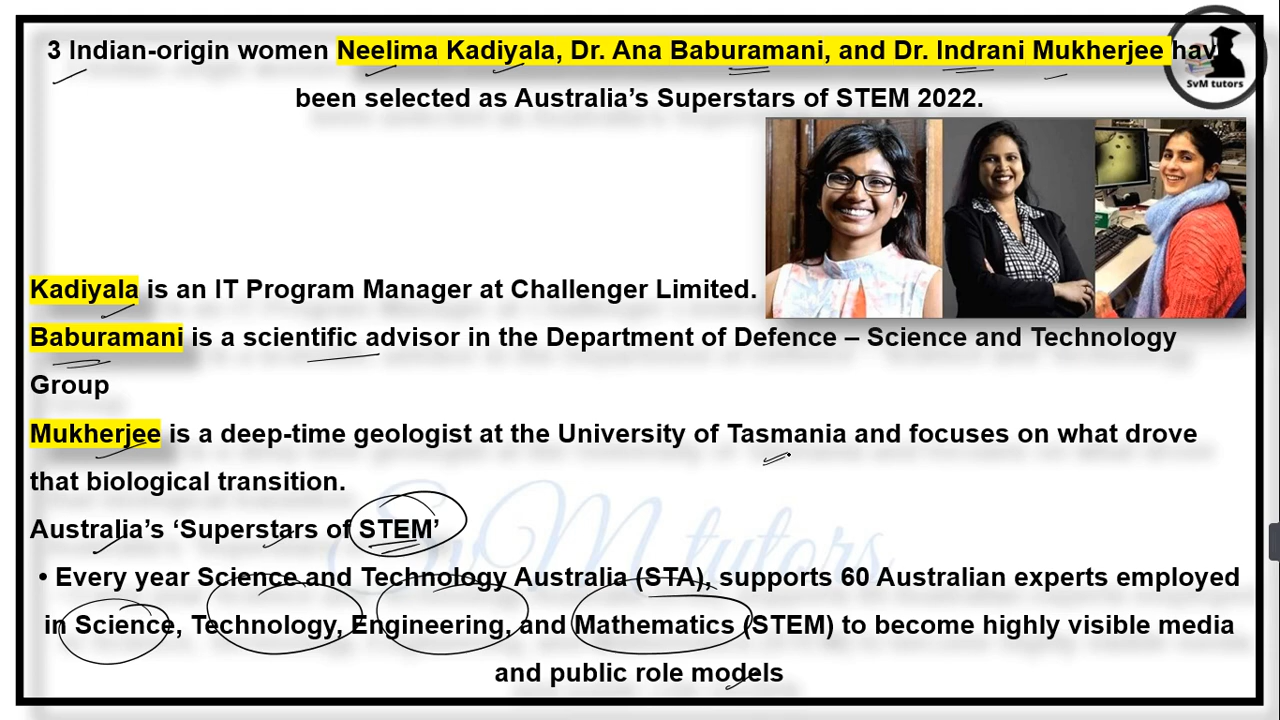 3 Indian-origin women Neelima Kadiyala, Dr. Ana Baburamani, and Dr. Indrani Mukherjee hav
SvM tutors
been selected as Australia’s Superstars of STEM 2022.
Kadiyala is an IT Program Manager at Challenger Limited.
Baburamani is a scientific advisor in the Department of Defence – Science and Technology
Group
Mukherjee is a deep-time geologist at the University of Tasmania and focuses on what drove
that biological transition.
Australia’s ‘Superstars of STEM’
SvM tutors
• Every year Science and Technology Australia (STA), supports 60 Australian experts employed
in Science, Technology, Engineering, and Mathematics (STEM) to become highly visible media
and public role models